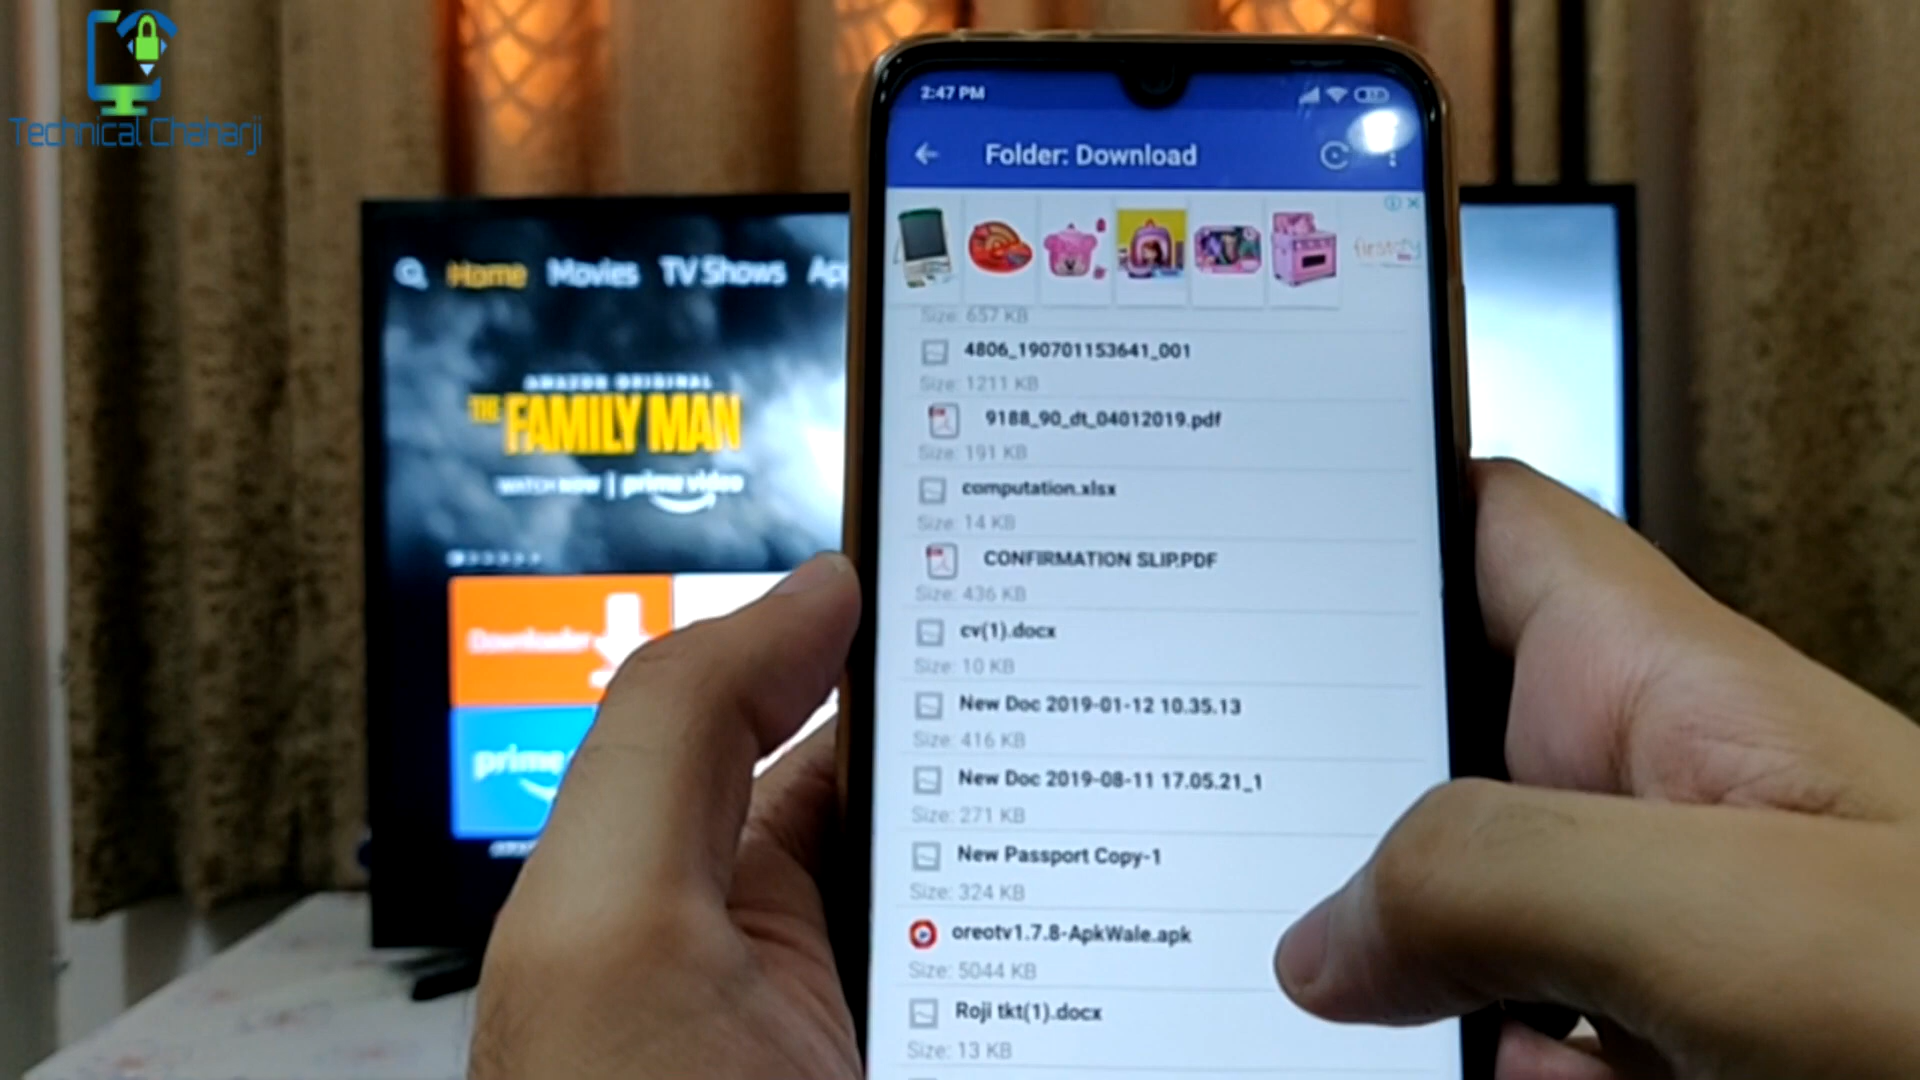 Technical Chaharji
2:47 PM
Folder: Download
firstcry
Size: 657 KB
4806_190701153641_001
Size: 1211 KB
9188_90_dt_04012019.pdf
Size: 191 KB
computation.xlsx
Size: 14 KB
CONFIRMATION SLIP.PDF
Size: 436 KB
cv(1).docx
Size: 10 KB
New Doc 2019-01-12 10.35.13
Size: 416 KB
New Doc 2019-08-11 17.05.21_1
Size: 271 KB
New Passport Copy-1
Size: 324 KB
oreotv1.7.8-ApkWale.apk
Size: 5044 KB
Roji tkt(1).docx
Size: 13 KB
Home Movies TV Shows Ap
AMAZON ORIGINAL
THE FAMILY MAN
WATCH NOW | prime video
Downloader
prime